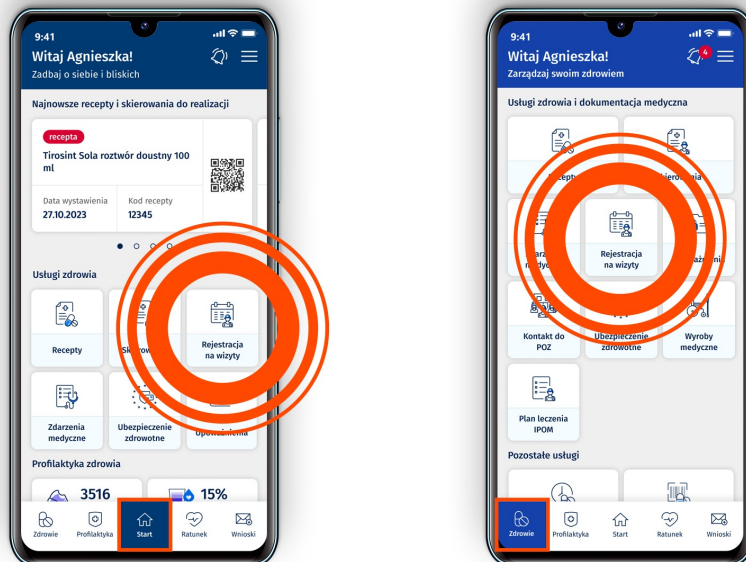 9:41
Witaj Agnieszka!
Zadbaj o siebie i bliskich
Najnowsze recepty i skierowania do realizacji
recepta
Tirosint Sola roztwór doustny 100
ml
Data wystawienia
Kod recepty
27.10.2023
12345
Usługi zdrowia
Recepty
Rejestracja
na wizyty
Zdarzenia
medyczne
Ubezpieczenie
zdrowotne
Upoważnienia
Profilaktyka zdrowia
3516
15%
Zdrowie
Profilaktyka
Start
Ratunek
Wnioski
9:41
Witaj Agnieszka!
4
Zarządzaj swoim zdrowiem
Usługi zdrowia i dokumentacja medyczna
Rejestracja
na wizyty
Kontakt do
POZ
Ubezpieczenie
zdrowotne
Wyroby
medyczne
Plan leczenia
IPOM
Pozostałe usługi
Zdrowie
Profilaktyka
Start
Ratunek
Wnioski